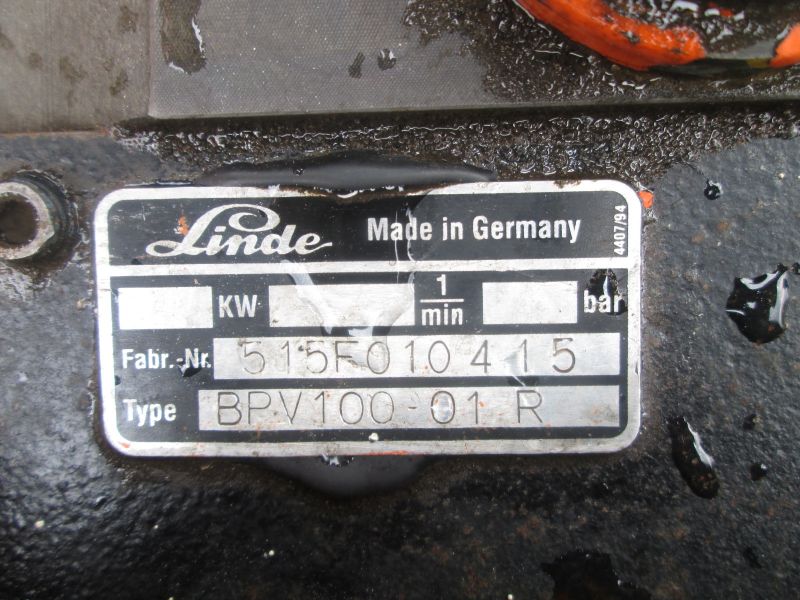 Linde Made in Germany
4407/94
KW 1/min bar
Fabr.-Nr. 515F010415
Type BPV100-01 R